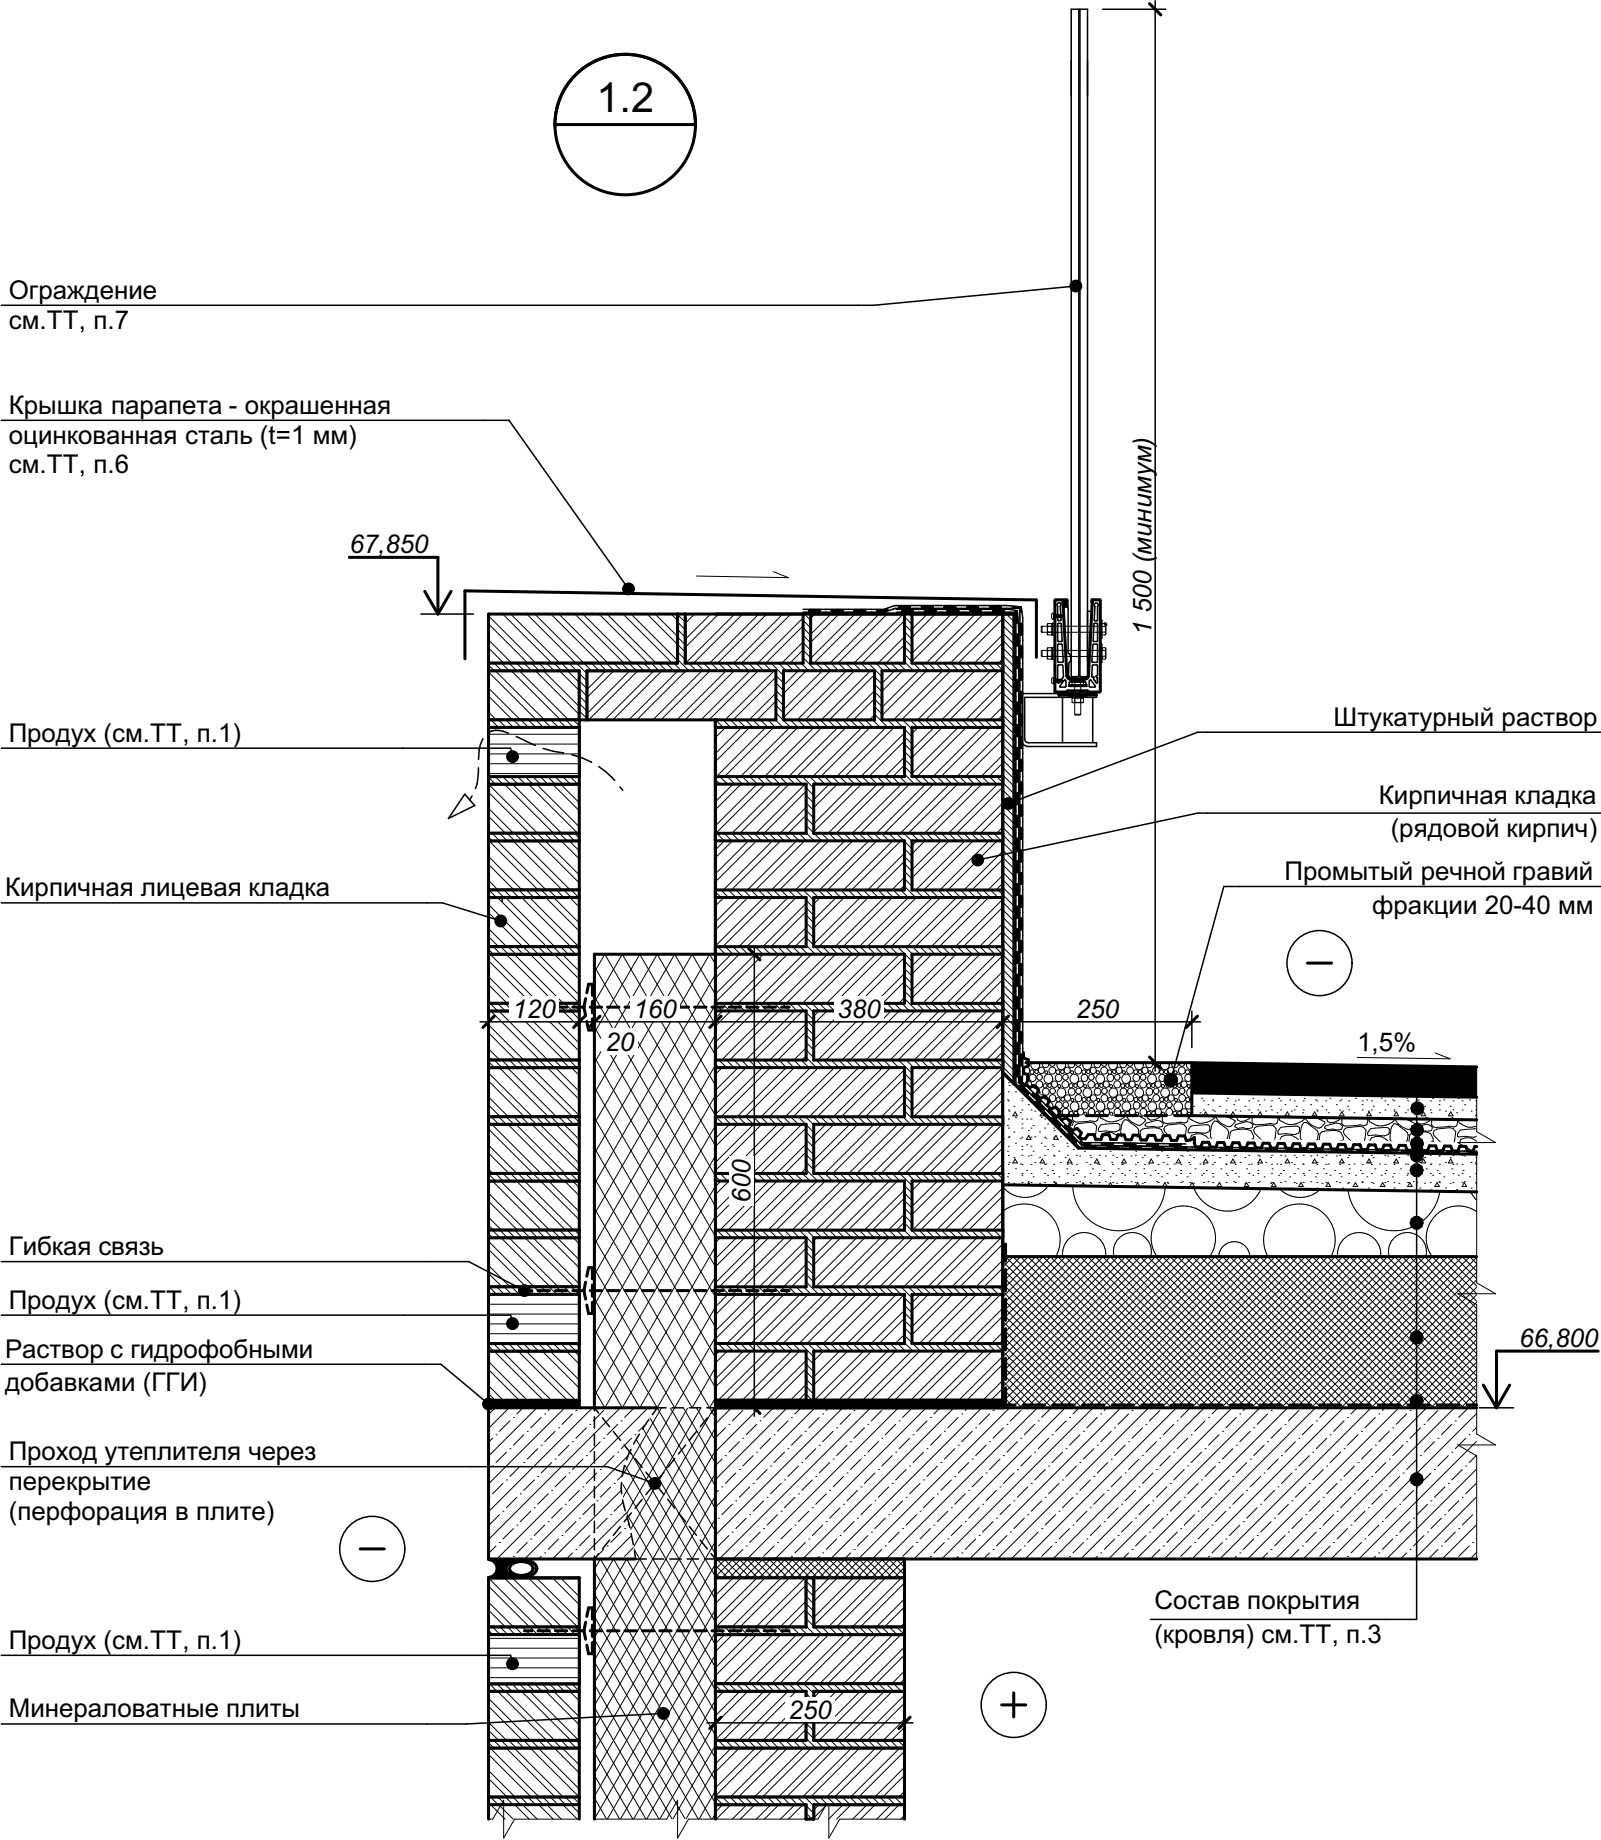 1.2
Ограждение
см.ТТ, п.7
Крышка парапета - окрашенная
оцинкованная сталь (t=1 мм)
см.ТТ, п.6
1 500 (минимум)
67,850
Продух (см.ТТ, п.1)
Штукатурный раствор
Кирпичная кладка
(рядовой кирпич)
Промытый речной гравий
фракции 20-40 мм
Кирпичная лицевая кладка
−
120
160
380
250
20
1,5%
600
Гибкая связь
Продух (см.ТТ, п.1)
Раствор с гидрофобными
добавками (ГГИ)
66,800
Проход утеплителя через
перекрытие
(перфорация в плите)
−
Состав покрытия
(кровля) см.ТТ, п.3
Продух (см.ТТ, п.1)
Минераловатные плиты
250
+